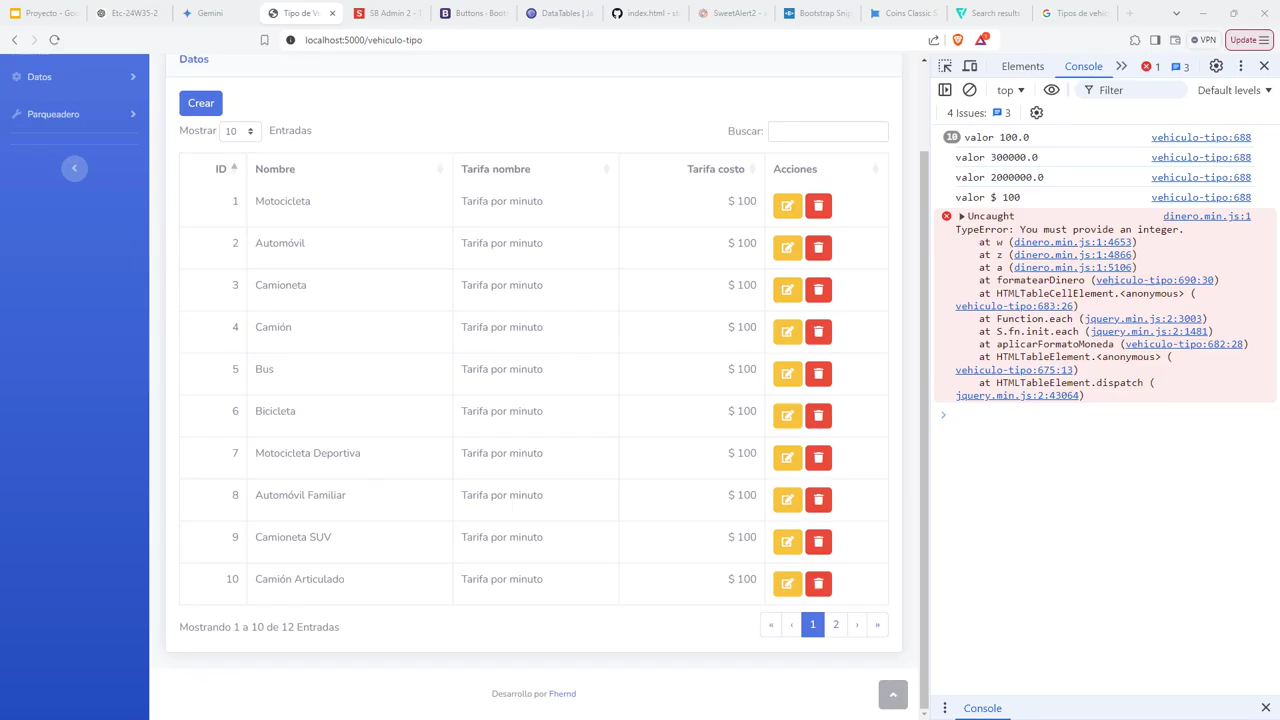 Proyecto -
Etc-24W35-2
Gemini
Tipo de Ve
SB Admin 2 - T
Buttons - Boots
DataTables | Ja
index.html - sta
SweetAlert2 - a
Bootstrap Snip
Coins Classic S
Search results
Tipos de vehic
localhost:5000/vehiculo-tipo
VPN
Update
Datos
Parqueadero
Datos
Crear
Mostrar 10 Entradas
Buscar:
ID Nombre Tarifa nombre Tarifa costo Acciones
1 Motocicleta Tarifa por minuto $ 100
2 Automóvil Tarifa por minuto $ 100
3 Camioneta Tarifa por minuto $ 100
4 Camión Tarifa por minuto $ 100
5 Bus Tarifa por minuto $ 100
6 Bicicleta Tarifa por minuto $ 100
7 Motocicleta Deportiva Tarifa por minuto $ 100
8 Automóvil Familiar Tarifa por minuto $ 100
9 Camioneta SUV Tarifa por minuto $ 100
10 Camión Articulado Tarifa por minuto $ 100
Mostrando 1 a 10 de 12 Entradas
« ‹ 1 2 › »
Desarrollo por Fhernd
Elements Console » 1 3
top Filter Default levels
4 Issues: 3
10 valor 100.0 vehiculo-tipo:688
valor 300000.0 vehiculo-tipo:688
valor 2000000.0 vehiculo-tipo:688
valor $ 100 vehiculo-tipo:688
Uncaught dinero.min.js:1
TypeError: You must provide an integer.
at w (dinero.min.js:1:4653)
at z (dinero.min.js:1:4866)
at a (dinero.min.js:1:5106)
at formatearDinero (vehiculo-tipo:690:30)
at HTMLTableCellElement.<anonymous> (
vehiculo-tipo:683:26)
at Function.each (jquery.min.js:2:3003)
at S.fn.init.each (jquery.min.js:2:1481)
at aplicarFormatoMoneda (vehiculo-tipo:682:28)
at HTMLTableElement.<anonymous> (
vehiculo-tipo:675:13)
at HTMLTableElement.dispatch (
jquery.min.js:2:43064)
Console